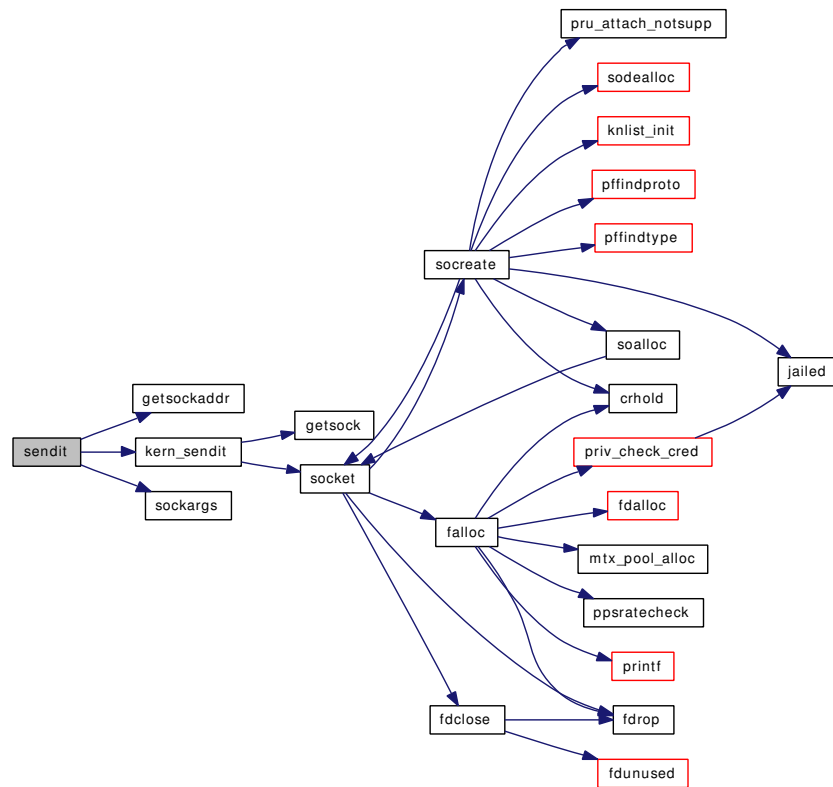 pru_attach_notsupp
sodealloc
knlist_init
pffindproto
pffindtype
socreate
soalloc
jailed
getsockaddr
crhold
getsock
sendit
kern_sendit
priv_check_cred
socket
sockargs
fdalloc
falloc
mtx_pool_alloc
ppsratecheck
printf
fdclose
fdrop
fdunused